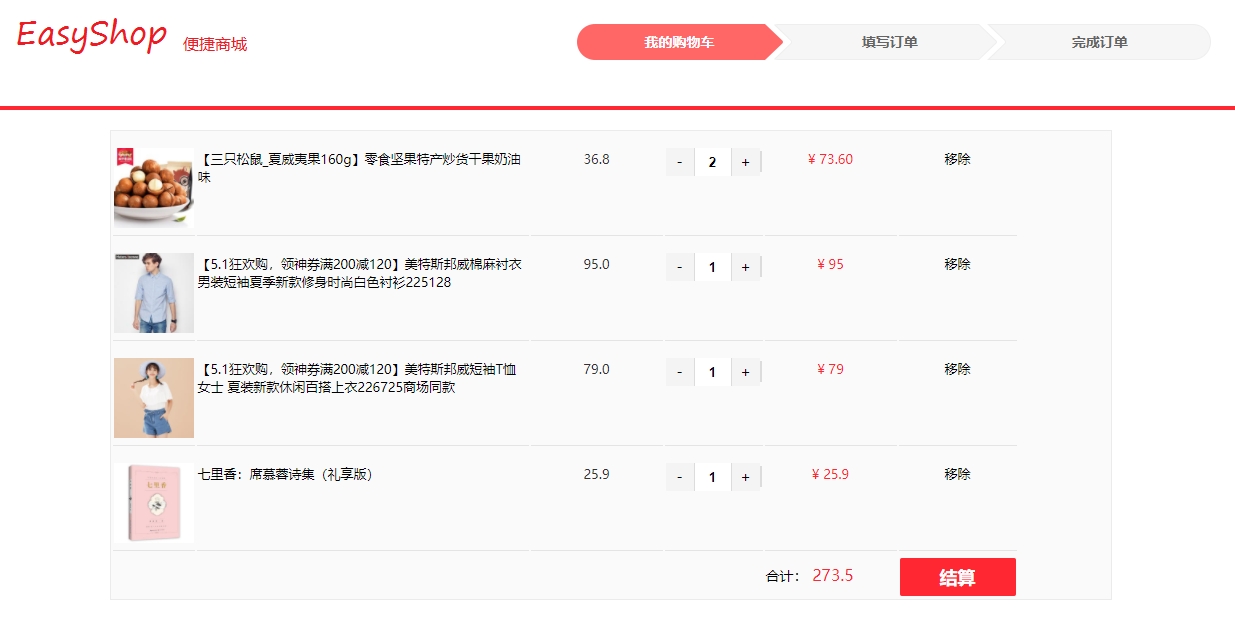 EasyShop 便捷商城
我的购物车 填写订单 完成订单
【三只松鼠_夏威夷果160g】零食坚果特产炒货干果奶油 36.8 - 2 + ¥ 73.60 移除
味
【5.1狂欢购，领神券满200减120】美特斯邦威棉麻衬衣 95.0 - 1 + ¥ 95 移除
男装短袖夏季新款修身时尚白色衬衫225128
【5.1狂欢购，领神券满200减120】美特斯邦威短袖T恤 79.0 - 1 + ¥ 79 移除
女士 夏装新款休闲百搭上衣226725商场同款
七里香：席慕蓉诗集（礼享版） 25.9 - 1 + ¥ 25.9 移除
七里香
合计： 273.5 结算